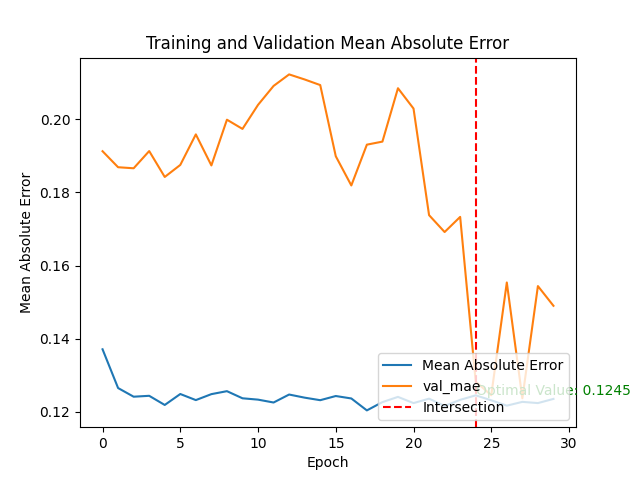 Training and Validation Mean Absolute Error
Mean Absolute Error
0.20
0.18
0.16
0.14
0.12
Mean Absolute Error
val_mae
Intersection
Optimal Value: 0.1245
0
5
10
15
20
25
30
Epoch